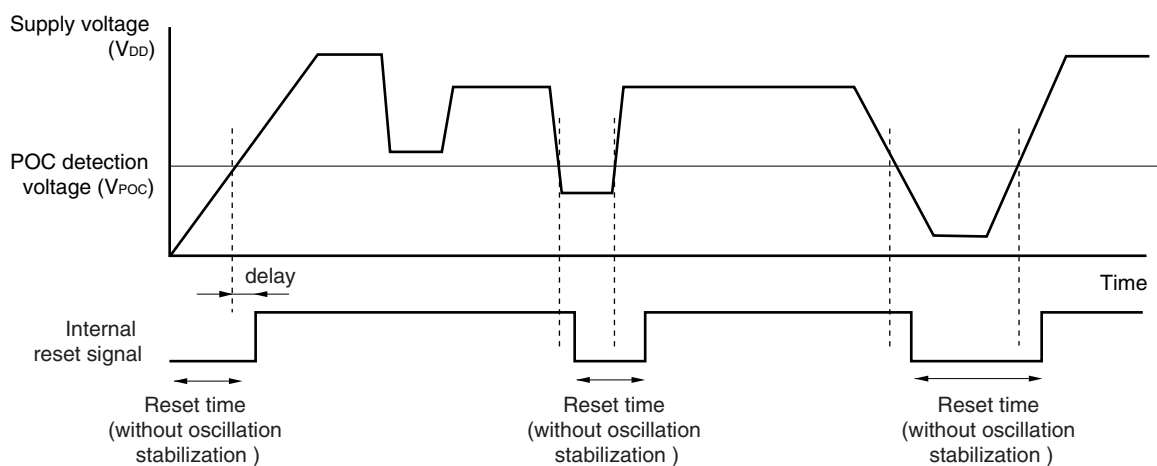 Supply voltage
(VDD)
POC detection
voltage (VPOC)
delay
Time
Internal
reset signal
Reset time
(without oscillation
stabilization )
Reset time
(without oscillation
stabilization )
Reset time
(without oscillation
stabilization )